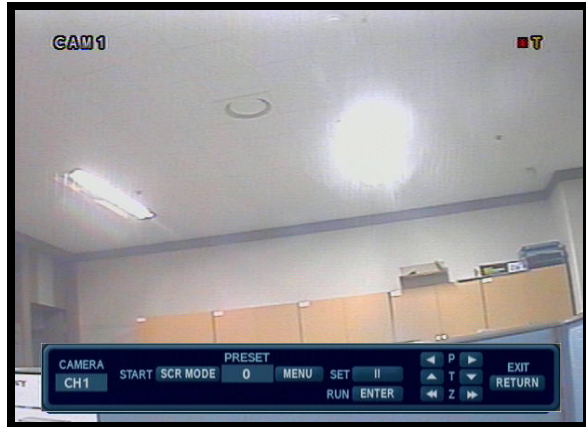 CAM1 T
CAMERA
CH1
START SCR MODE
PRESET
0
MENU
SET II
RUN ENTER
P
T
Z
EXIT
RETURN